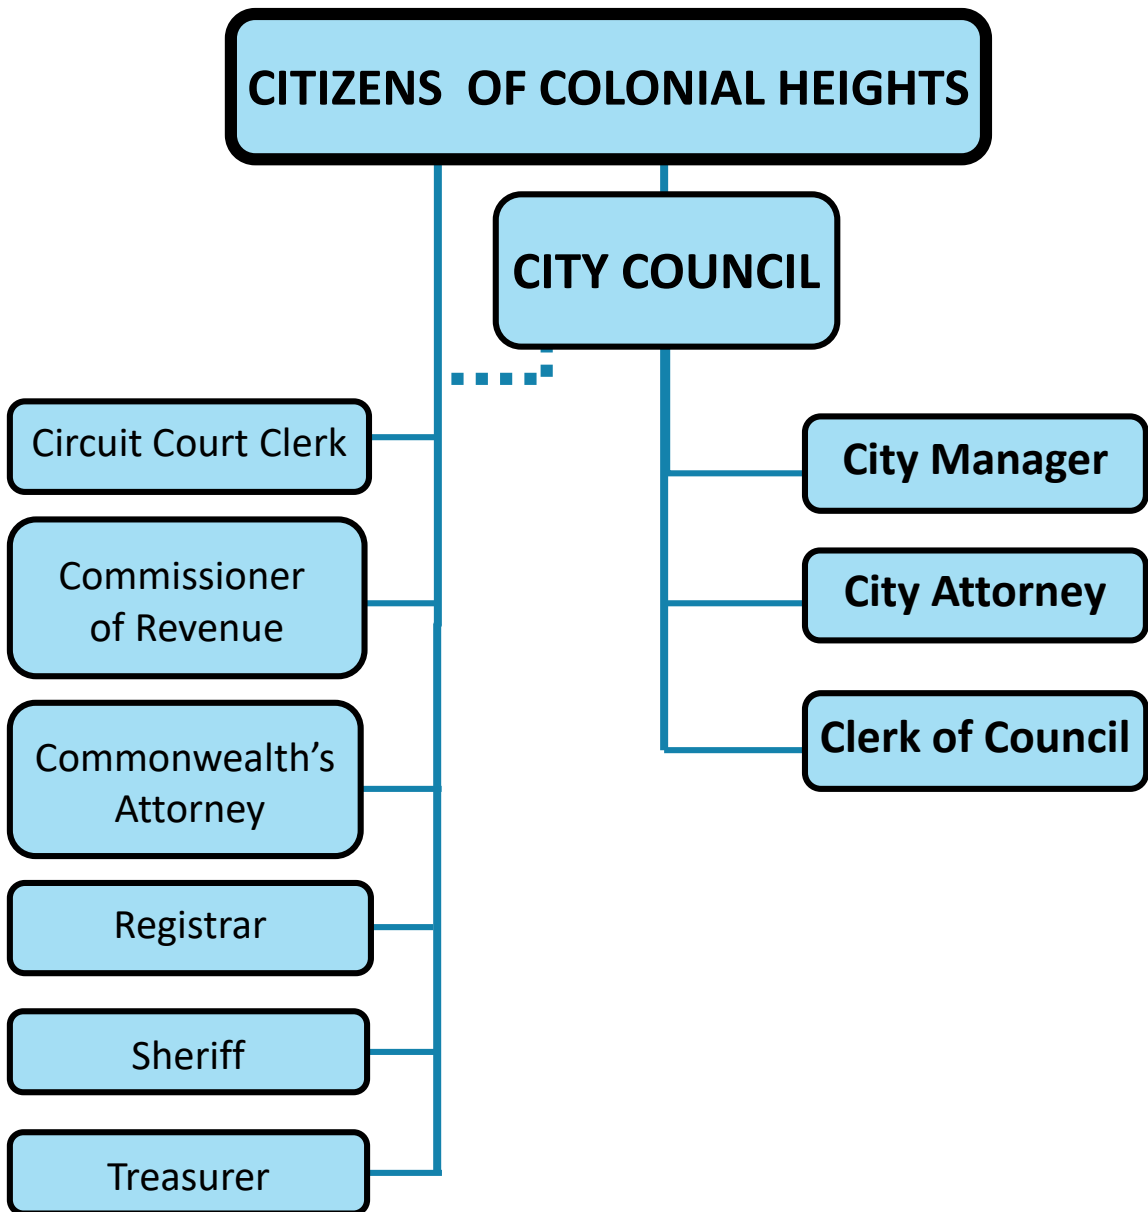 CITIZENS OF COLONIAL HEIGHTS
CITY COUNCIL
Circuit Court Clerk
Commissioner
of Revenue
Commonwealth’s
Attorney
Registrar
Sheriff
Treasurer
City Manager
City Attorney
Clerk of Council